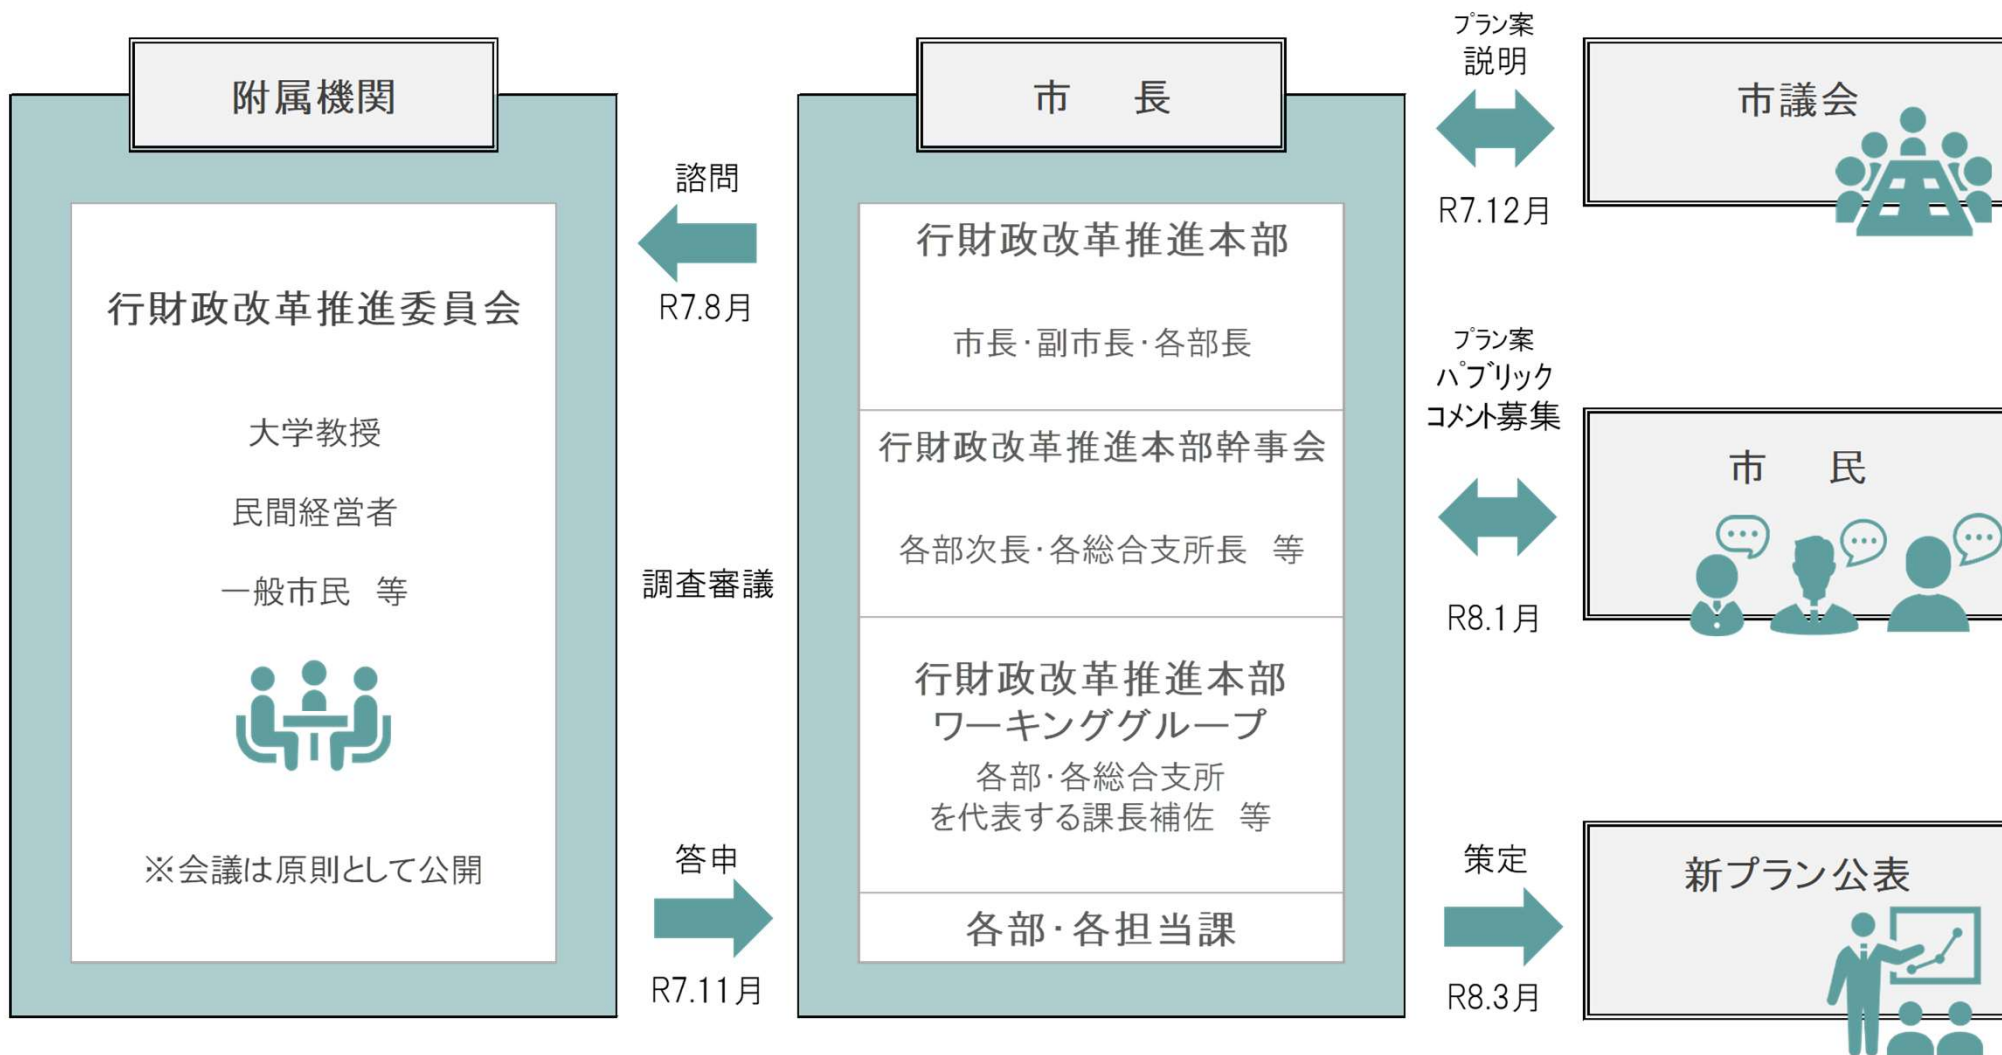 附属機関
行財政改革推進委員会
大学教授
民間経営者
一般市民　等
※会議は原則として公開
諮問
R7.8月
調査審議
答申
R7.11月
市　長
行財政改革推進本部
市長・副市長・各部長
行財政改革推進本部幹事会
各部次長・各総合支所長　等
行財政改革推進本部
ワーキンググループ
各部・各総合支所
を代表する課長補佐　等
各部・各担当課
プラン案
説明
R7.12月
市議会
プラン案
パブリック
コメント募集
R8.1月
市　民
策定
R8.3月
新プラン公表